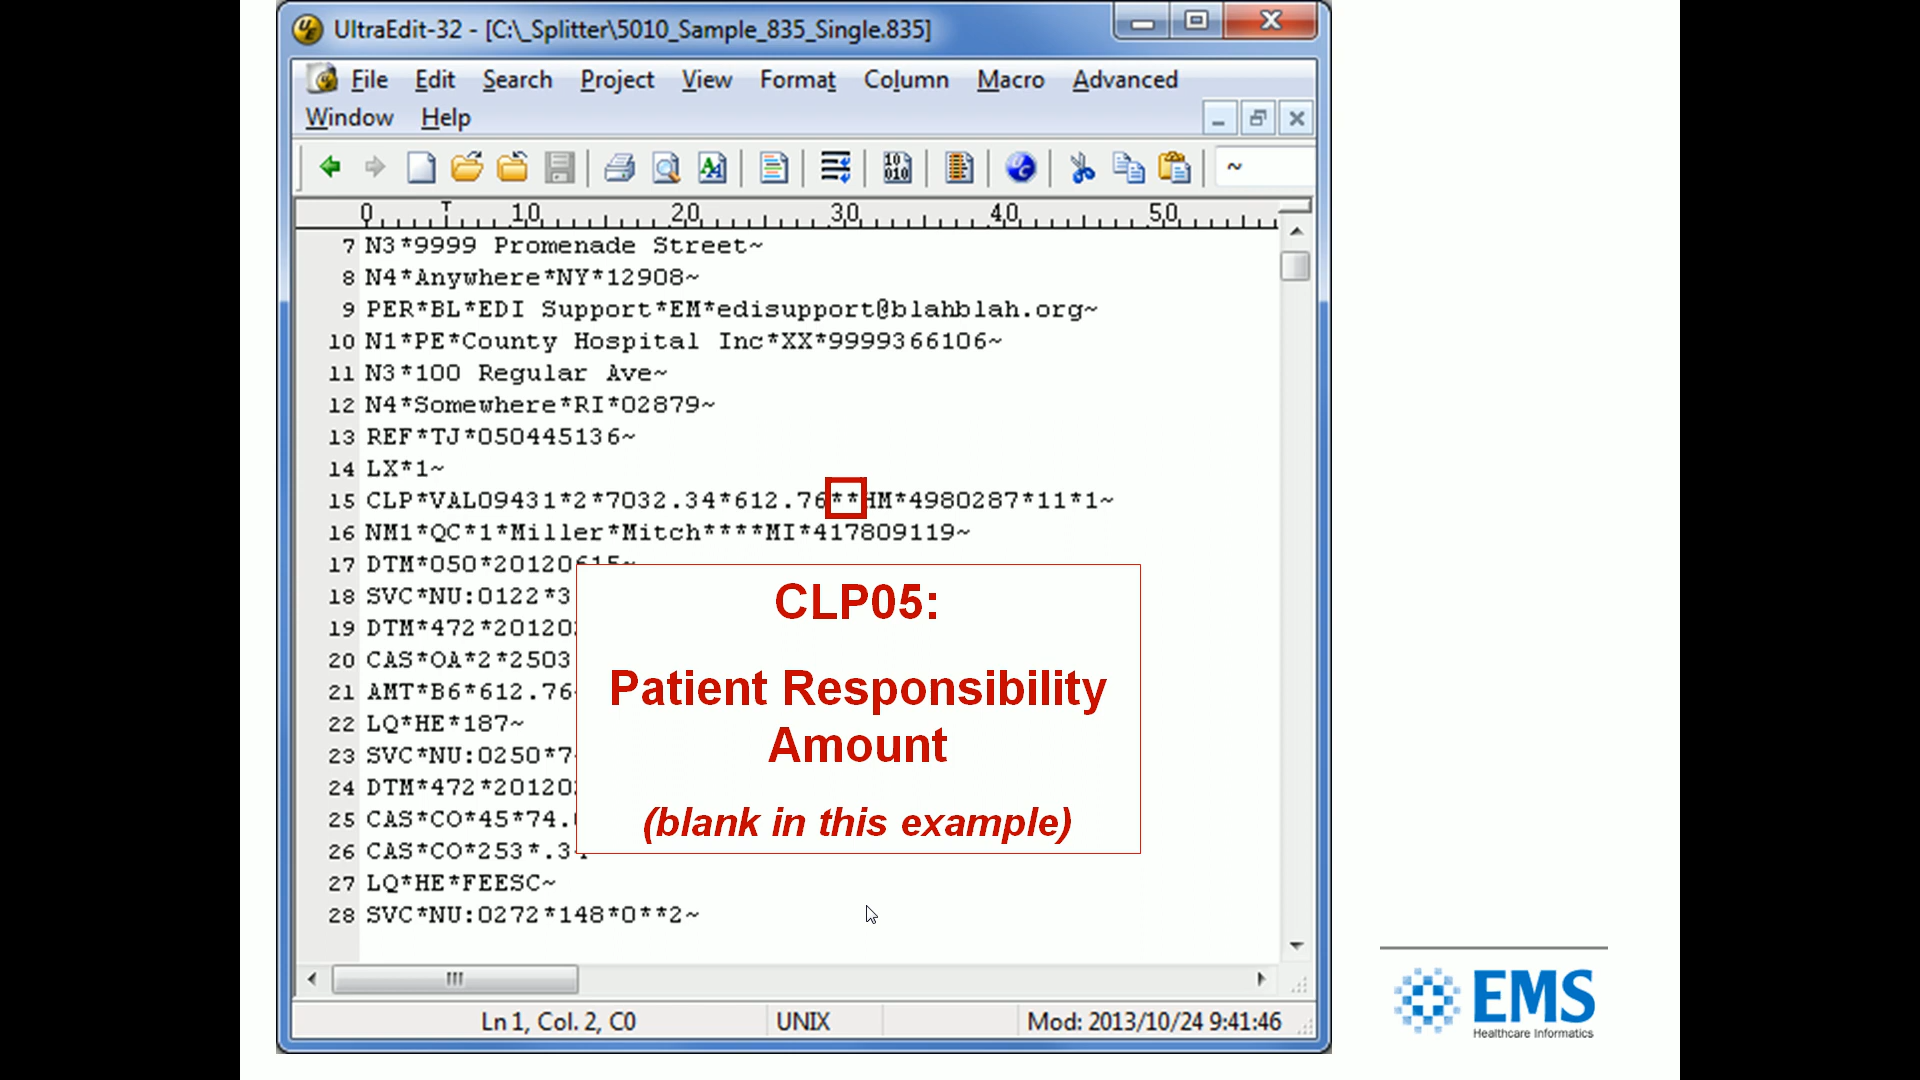 UltraEdit-32 - [C:\_Splitter\5010_Sample_835_Single.835]
File Edit Search Project View Format Column Macro Advanced
Window Help
~
0 10 20 30 40 50
7 N3*9999 Promenade Street~
8 N4*Anywhere*NY*12908~
9 PER*BL*EDI Support*EM*edisupport@blahblah.org~
10 N1*PE*County Hospital Inc*XX*9999366106~
11 N3*100 Regular Ave~
12 N4*Somewhere*RI*02879~
13 REF*TJ*050445136~
14 LX*1~
15 CLP*VAL09431*2*7032.34*612.76**HM*4980287*11*1~
16 NM1*QC*1*Miller*Mitch****MI*417809119~
17 DTM*050*20120615~
18 SVC*NU:0122*3
19 DTM*472*20120
20 CAS*OA*2*2503
21 AMT*B6*612.76
22 LQ*HE*187~
23 SVC*NU:0250*7
24 DTM*472*20120
25 CAS*CO*45*74.
26 CAS*CO*253*.34
27 LQ*HE*FEESC~
28 SVC*NU:0272*148*0**2~
CLP05:
Patient Responsibility
Amount
(blank in this example)
Ln 1, Col. 2, C0 UNIX Mod: 2013/10/24 9:41:46
EMS
Healthcare Informatics